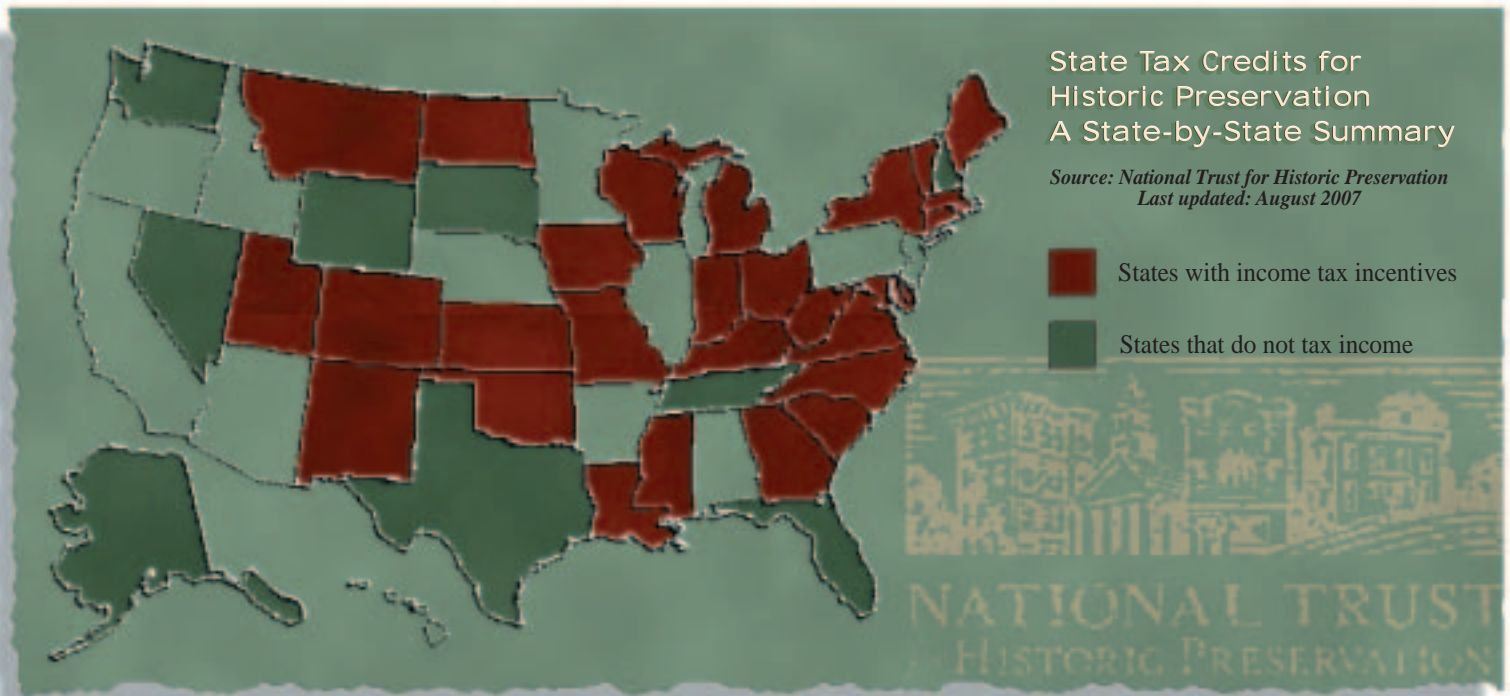 State Tax Credits for
Historic Preservation
A State-by-State Summary
Source: National Trust for Historic Preservation
Last updated: August 2007
States with income tax incentives
States that do not tax income
NATIONAL TRUST
HISTORIC PRESERVATION